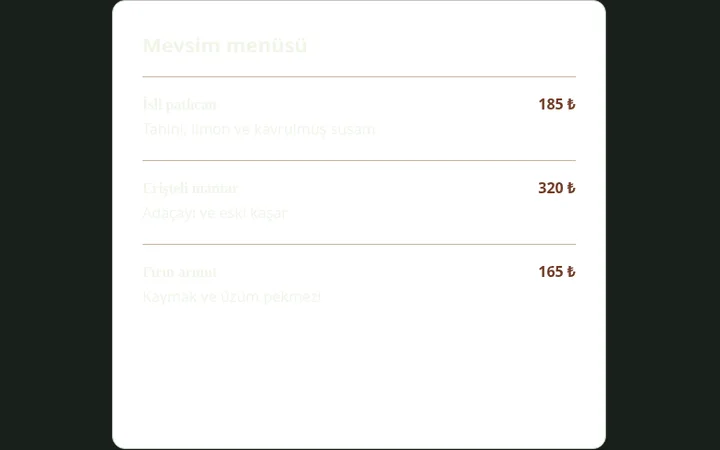 Mevsim menüsü
İsli patlıcan 185 ₺
Tahini, limon ve kavrulmuş susam
Erişteli mantar 320 ₺
Adaçayı ve eski kaşar
Fırın armut 165 ₺
Kaymak ve üzüm pekmezi